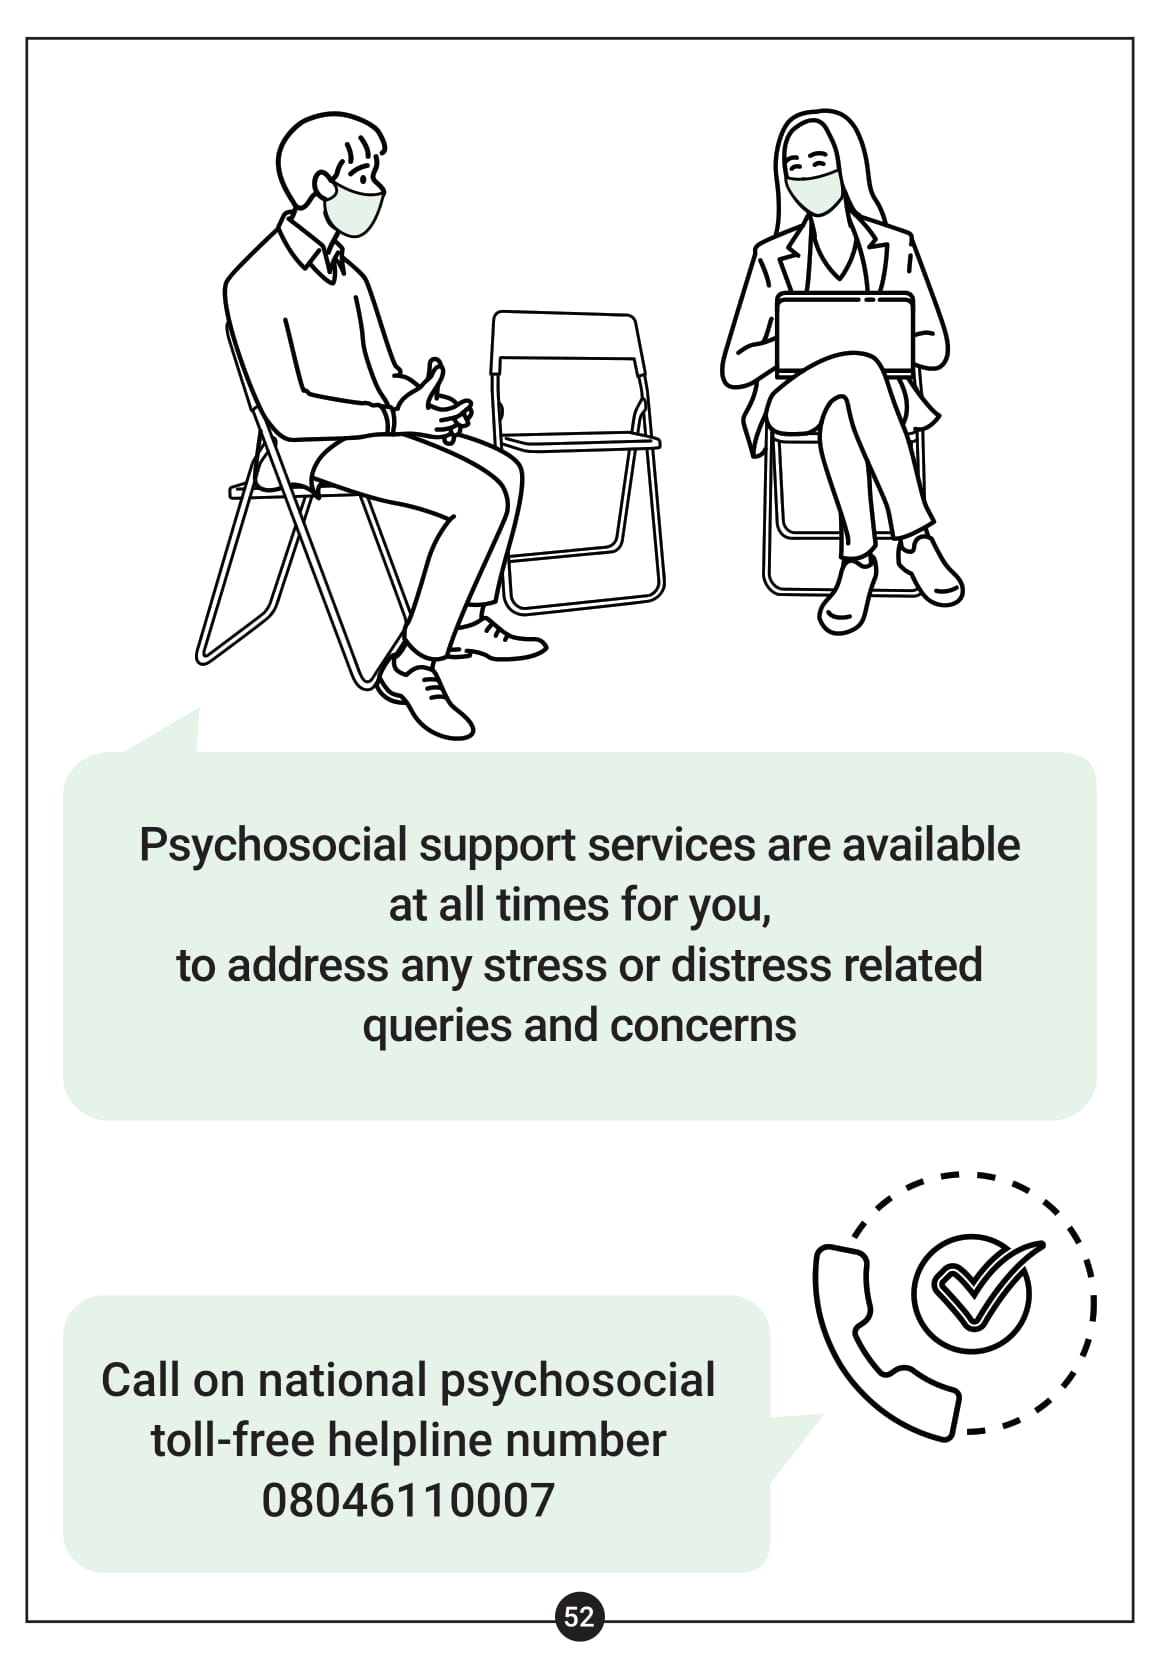 Psychosocial support services are available
at all times for you,
to address any stress or distress related
queries and concerns
Call on national psychosocial
toll-free helpline number
08046110007
52